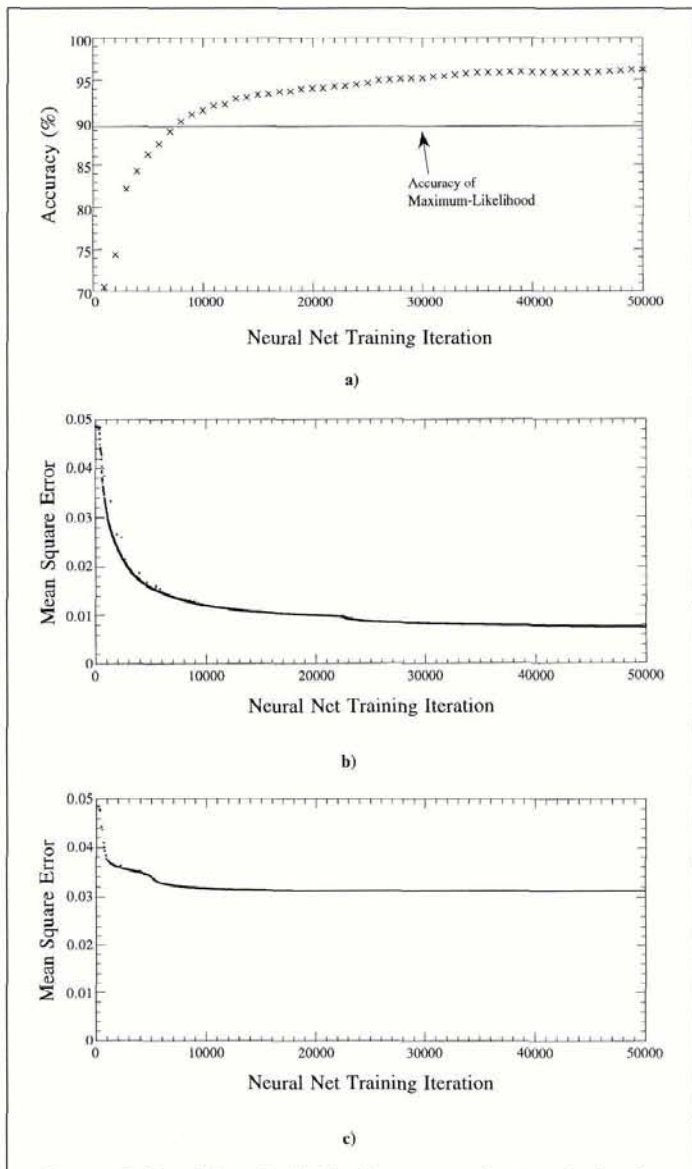 100
95
90
85
80
75
70
Accuracy (%)
Accuracy of
Maximum-Likelihood
0 10000 20000 30000 40000 50000
Neural Net Training Iteration
a)
0.05
0.04
0.03
0.02
0.01
0
Mean Square Error
0 10000 20000 30000 40000 50000
Neural Net Training Iteration
b)
0.05
0.04
0.03
0.02
0.01
0
Mean Square Error
0 10000 20000 30000 40000 50000
Neural Net Training Iteration
c)